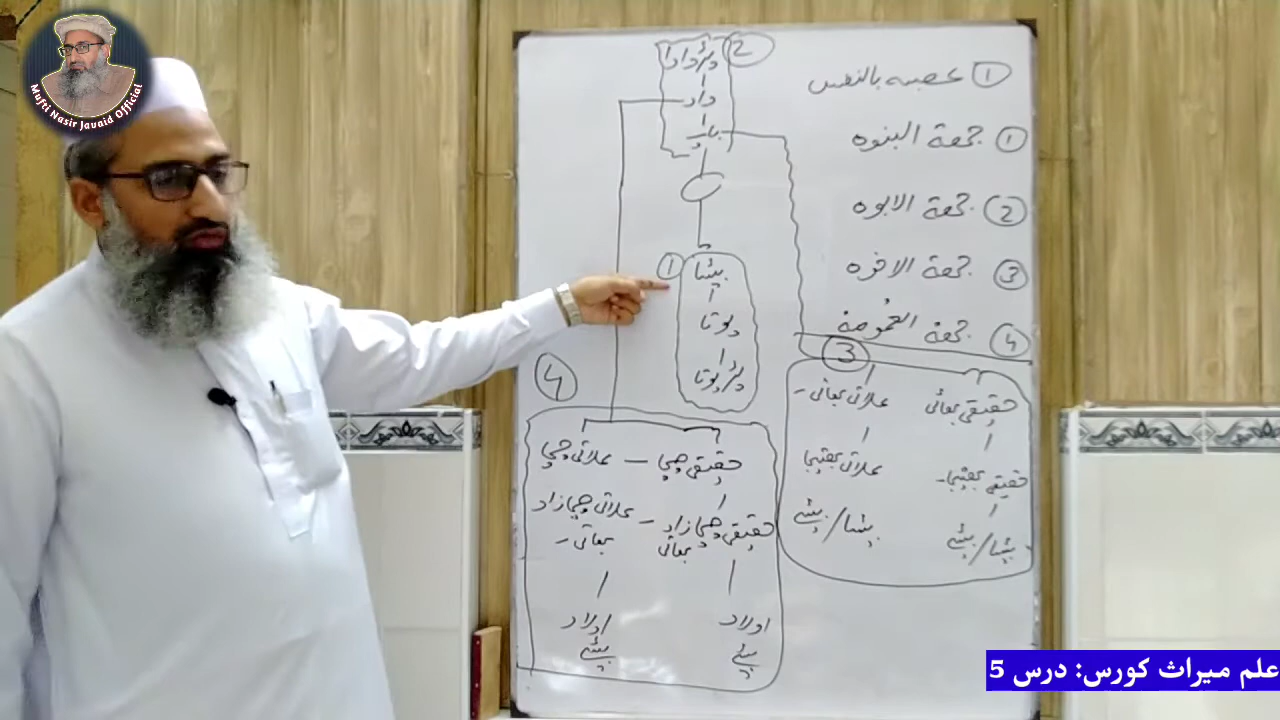 Mufti Nasir Javaid Official
① عصبہ بالنفس
① جھۃ البنوہ
② جھۃ الابوہ
③ جھۃ الاخوہ
④ جھۃ العُمومۃ
② پڑدادا
دادا
باپ
① بیٹا
پوتا
پڑپوتا
③
حقیقی بھائی علاتی بھائی -
حقیقی بھتیجا - علاتی بھتیجا
بیٹا/بیٹے بیٹا/بیٹے
④
حقیقی چچا — علاتی چچا
حقیقی چچازاد بھائی — علاتی چچازاد بھائی -
اولاد اولاد
بیٹے بیٹے
علم میراث کورس: درس 5